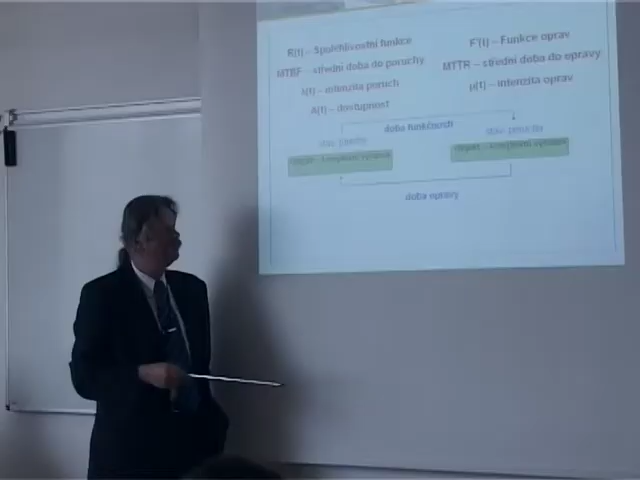 R(t) – Spolehlivostní funkce
MTBF – střední doba do poruchy
λ(t) – intenzita poruch
A(t) – dostupnost
F'(t) – Funkce oprav
MTTR – střední doba do opravy
μ(t) – intenzita oprav
doba funkčnosti
doba opravy